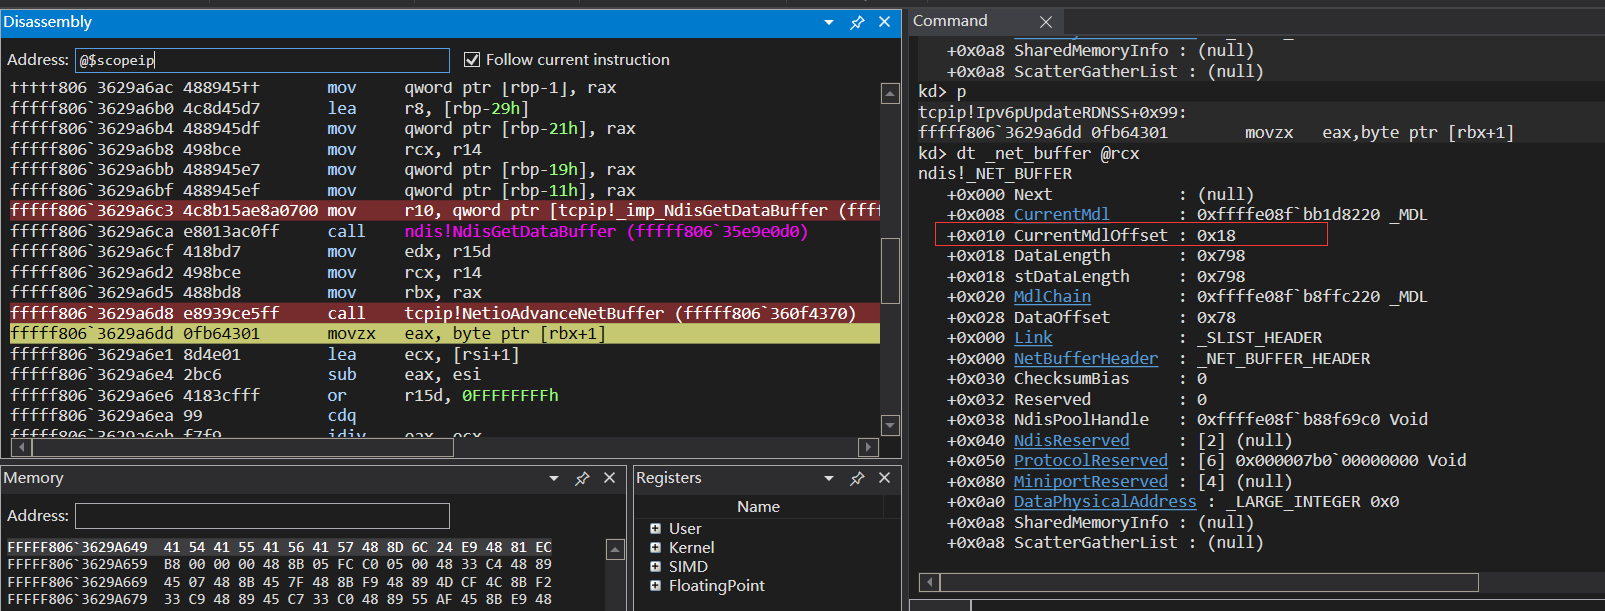 Disassembly
Address: @$scopeip
Follow current instruction
fffff806 3629a6ac 488945ff mov qword ptr [rbp-1], rax
fffff806`3629a6b0 4c8d45d7 lea r8, [rbp-29h]
fffff806`3629a6b4 488945df mov qword ptr [rbp-21h], rax
fffff806`3629a6b8 498bce mov rcx, r14
fffff806`3629a6bb 488945e7 mov qword ptr [rbp-19h], rax
fffff806`3629a6bf 488945ef mov qword ptr [rbp-11h], rax
fffff806`3629a6c3 4c8b15ae8a0700 mov r10, qword ptr [tcpip!_imp_NdisGetDataBuffer (ffff
fffff806`3629a6ca e8013ac0ff call ndis!NdisGetDataBuffer (fffff806`35e9e0d0)
fffff806`3629a6cf 418bd7 mov edx, r15d
fffff806`3629a6d2 498bce mov rcx, r14
fffff806`3629a6d5 488bd8 mov rbx, rax
fffff806`3629a6d8 e8939ce5ff call tcpip!NetioAdvanceNetBuffer (fffff806`360f4370)
fffff806`3629a6dd 0fb64301 movzx eax, byte ptr [rbx+1]
fffff806`3629a6e1 8d4e01 lea ecx, [rsi+1]
fffff806`3629a6e4 2bc6 sub eax, esi
fffff806`3629a6e6 4183cfff or r15d, 0FFFFFFFFh
fffff806`3629a6ea 99 cdq
fffff806`3629a6eb f7f9 idiv eax, ecx
Memory
Address:
FFFFF806`3629A649 41 54 41 55 41 56 41 57 48 8D 6C 24 E9 48 81 EC
FFFFF806`3629A659 B8 00 00 00 48 8B 05 FC C0 05 00 48 33 C4 48 89
FFFFF806`3629A669 45 07 48 8B 45 7F 48 8B F9 48 89 4D CF 4C 8B F2
FFFFF806`3629A679 33 C9 48 89 45 C7 33 C0 48 89 55 AF 45 8B E9 48
Registers
Name
User
Kernel
SIMD
FloatingPoint
Command
+0x0a8 SharedMemoryInfo : (null)
+0x0a8 ScatterGatherList : (null)
kd> p
tcpip!Ipv6pUpdateRDNSS+0x99:
fffff806`3629a6dd 0fb64301 movzx eax,byte ptr [rbx+1]
kd> dt _net_buffer @rcx
ndis!_NET_BUFFER
+0x000 Next : (null)
+0x008 CurrentMdl : 0xffffe08f`bb1d8220 _MDL
+0x010 CurrentMdlOffset : 0x18
+0x018 DataLength : 0x798
+0x018 stDataLength : 0x798
+0x020 MdlChain : 0xffffe08f`b8ffc220 _MDL
+0x028 DataOffset : 0x78
+0x000 Link : _SLIST_HEADER
+0x000 NetBufferHeader : _NET_BUFFER_HEADER
+0x030 ChecksumBias : 0
+0x032 Reserved : 0
+0x038 NdisPoolHandle : 0xffffe08f`b88f69c0 Void
+0x040 NdisReserved : [2] (null)
+0x050 ProtocolReserved : [6] 0x000007b0`00000000 Void
+0x080 MiniportReserved : [4] (null)
+0x0a0 DataPhysicalAddress : _LARGE_INTEGER 0x0
+0x0a8 SharedMemoryInfo : (null)
+0x0a8 ScatterGatherList : (null)